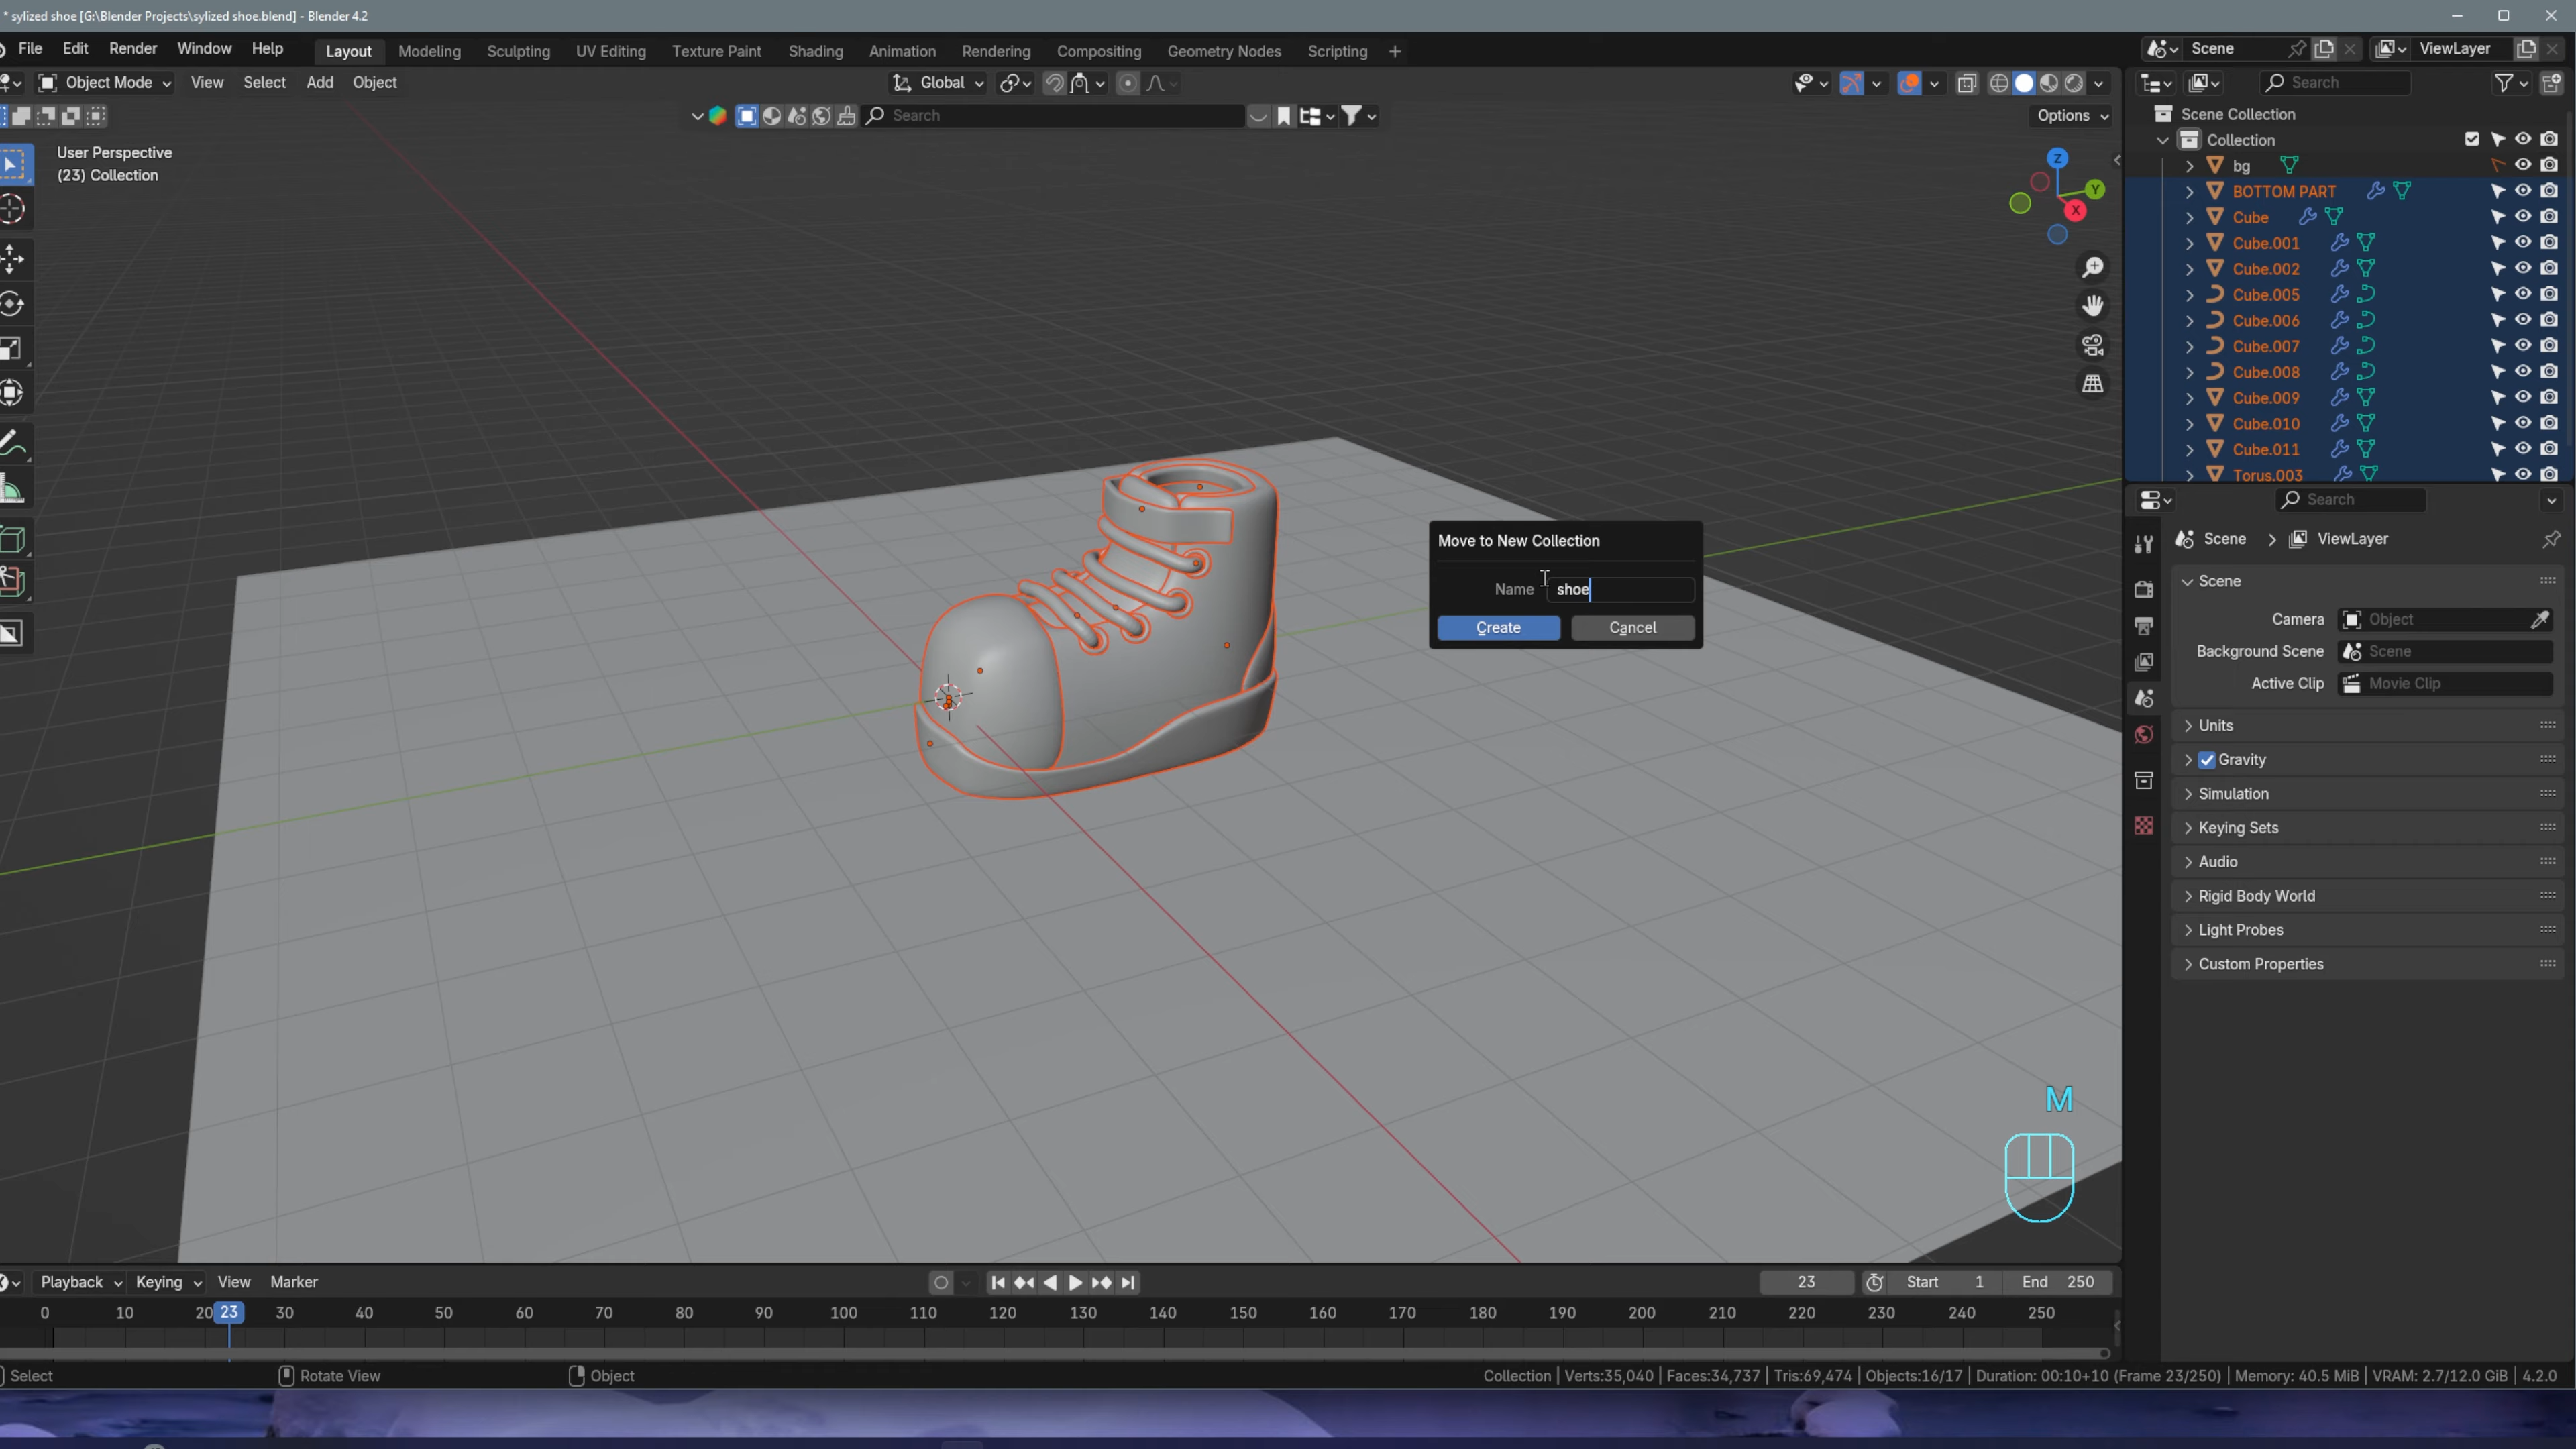 * sylized shoe [G:\Blender Projects\sylized shoe.blend] - Blender 4.2
File Edit Render Window Help Layout Modeling Sculpting UV Editing Texture Paint Shading Animation Rendering Compositing Geometry Nodes Scripting + Scene ViewLayer
Object Mode View Select Add Object Global Search
Search Options
User Perspective
(23) Collection
Z
Y
X
Scene Collection
Collection
bg
BOTTOM PART
Cube
Cube.001
Cube.002
Cube.005
Cube.006
Cube.007
Cube.008
Cube.009
Cube.010
Cube.011
Torus.003
Search
Scene > ViewLayer
Scene
Camera Object
Background Scene Scene
Active Clip Movie Clip
Units
Gravity
Simulation
Keying Sets
Audio
Rigid Body World
Light Probes
Custom Properties
Move to New Collection
Name shoe
Create Cancel
M
Playback Keying View Marker 23 Start 1 End 250
0 10 20 23 30 40 50 60 70 80 90 100 110 120 130 140 150 160 170 180 190 200 210 220 230 240 250
Select Rotate View Object Collection | Verts:35,040 | Faces:34,737 | Tris:69,474 | Objects:16/17 | Duration: 00:10+10 (Frame 23/250) | Memory: 40.5 MiB | VRAM: 2.7/12.0 GiB | 4.2.0